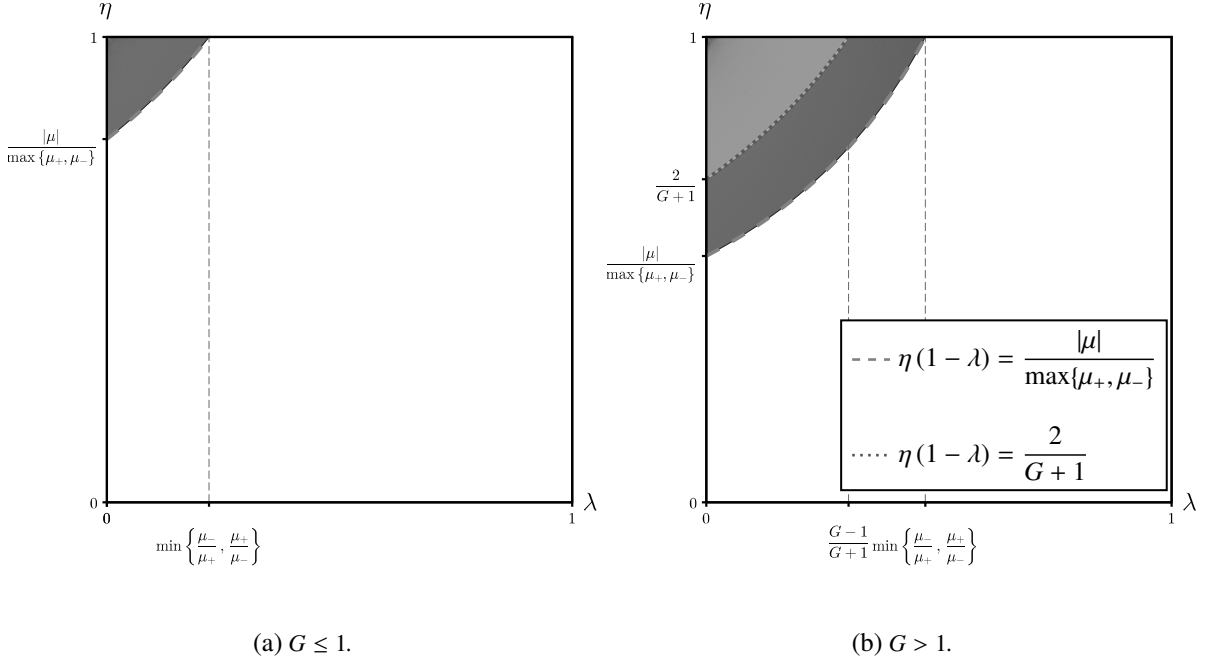 η
1
|μ|
max {μ₊, μ₋}
0
0
1
λ
min { μ₋/μ₊ , μ₊/μ₋ }
(a) G ≤ 1.
η
1
2
G + 1
|μ|
max {μ₊, μ₋}
0
0
1
λ
G − 1/G + 1
min { μ₋/μ₊ , μ₊/μ₋ }
η (1 − λ) = |μ|/max{μ₊, μ₋}
η (1 − λ) = 2/G + 1
(b) G > 1.